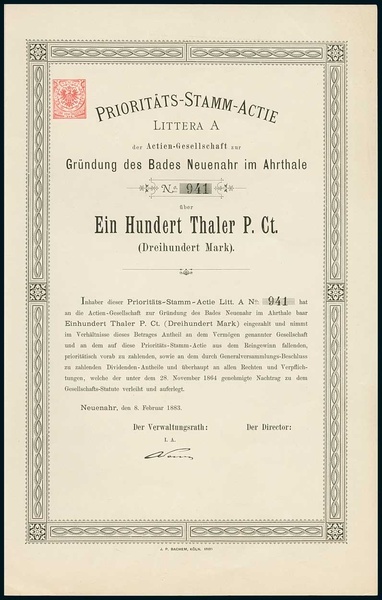 PRIORITÄTS-STAMM-ACTIE
LITTERA A
der Actien-Gesellschaft zur
Gründung des Bades Neuenahr im Ahrthale
No. 941
über
Ein Hundert Thaler P. Ct.
(Dreihundert Mark).
Inhaber dieser Prioritäts-Stamm-Actie Litt. A No. 941 hat
an die Actien-Gesellschaft zur Gründung des Bades Neuenahr im Ahrthale baar
Einhundert Thaler P. Ct. (Dreihundert Mark) eingezahlt und nimmt
im Verhältnisse dieses Betrages Antheil an dem Vermögen genannter Gesellschaft
und an dem auf diese Prioritäts-Stamm-Actie aus dem Reingewinn fallenden,
prioritätisch vorab zu zahlenden, sowie an dem durch Generalversammlungs-Beschluss
zu zahlenden Dividenden-Antheile und überhaupt an allen Rechten und Verpflich-
tungen, welche der unter dem 28. November 1864 genehmigte Nachtrag zu dem
Gesellschafts-Statute verleiht und auferlegt.
Neuenahr, den 8. Februar 1883.
Der Verwaltungsrath: Der Director:
I. A.
J. P. BACHEM, KÖLN.